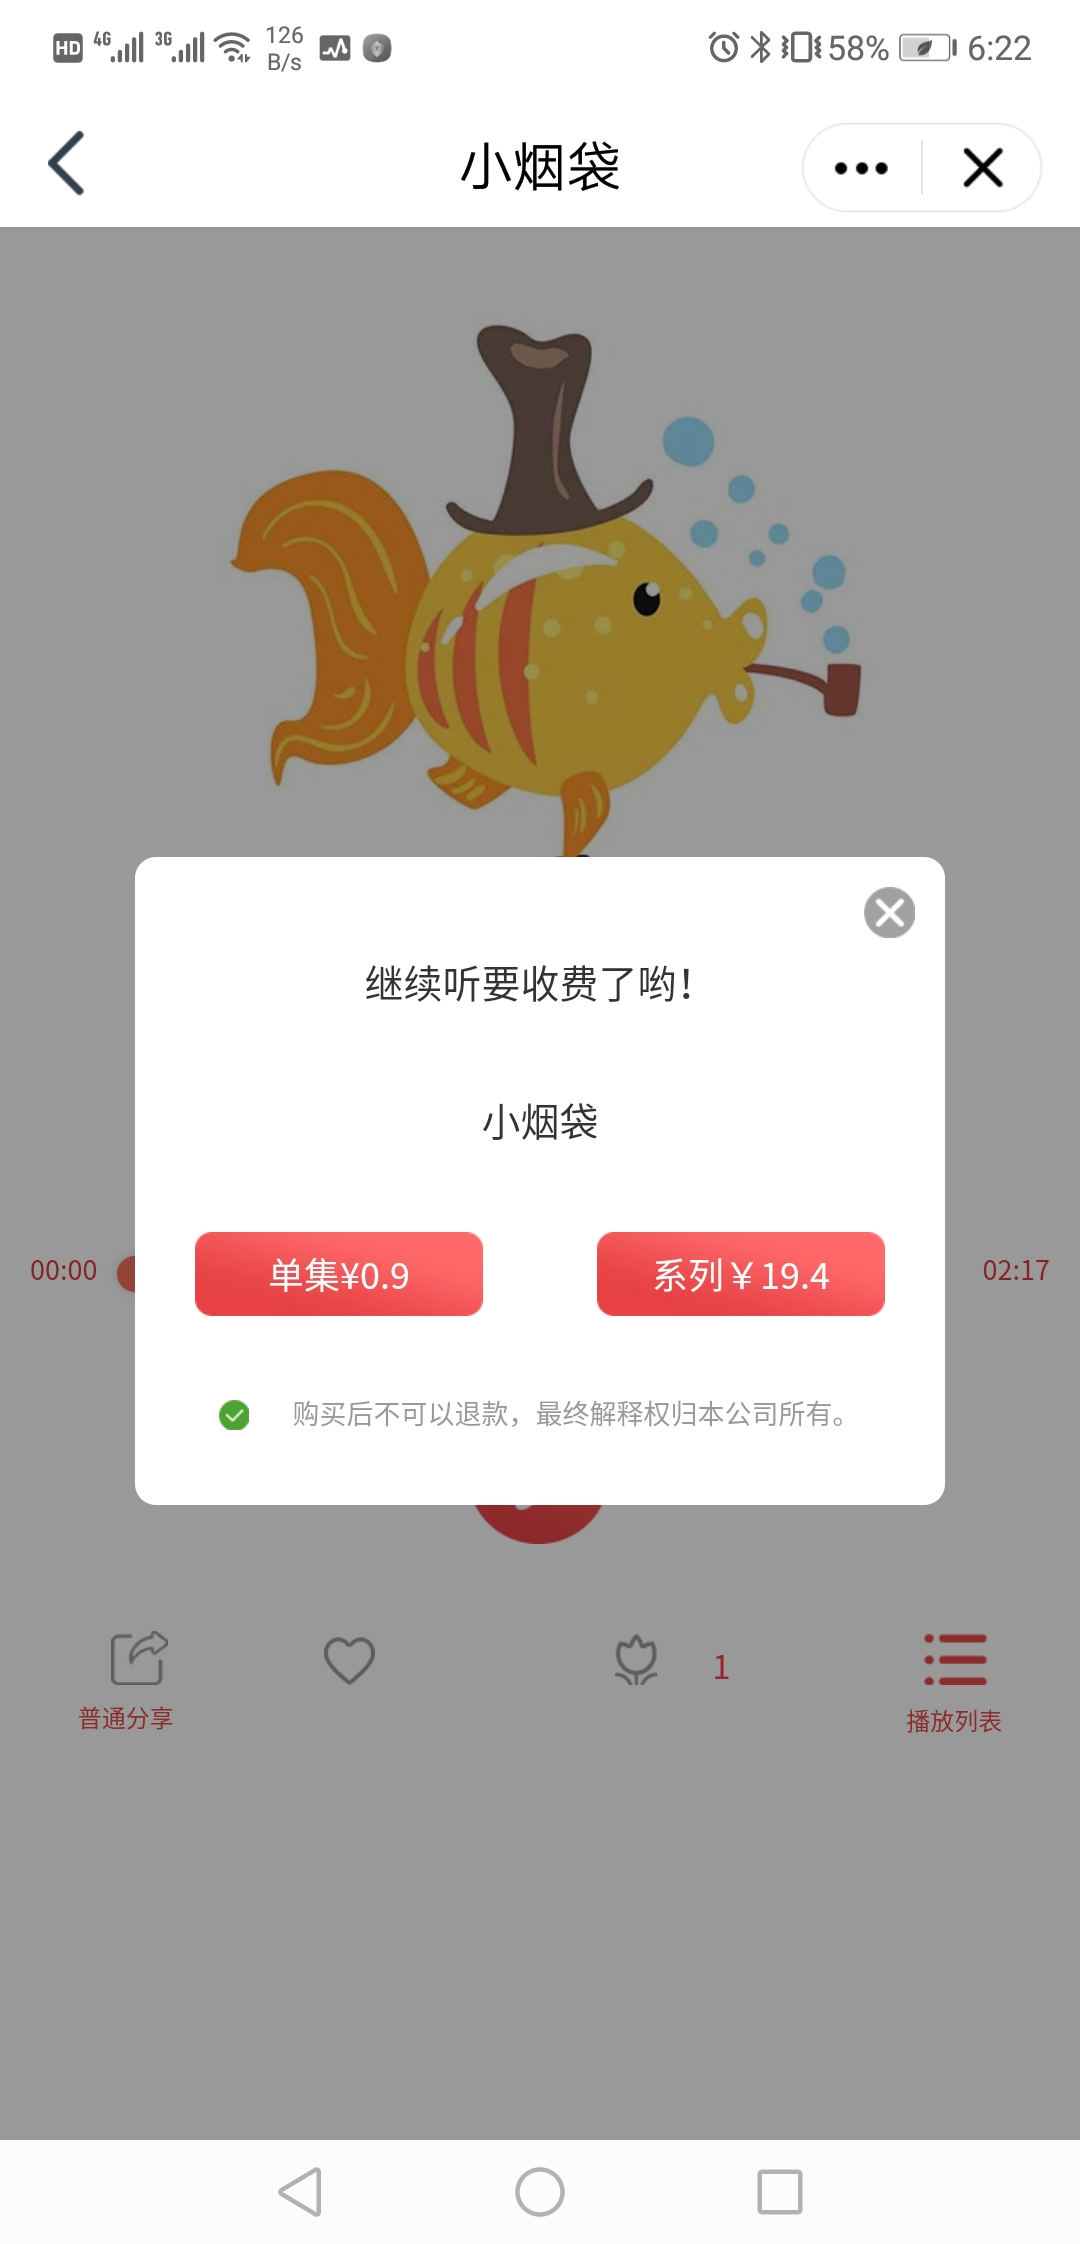 HD 4G 3G 126 B/s 58% 6:22
小烟袋
继续听要收费了哟！
小烟袋
单集¥0.9 系列￥19.4
00:00 02:17
购买后不可以退款，最终解释权归本公司所有。
1
普通分享 播放列表